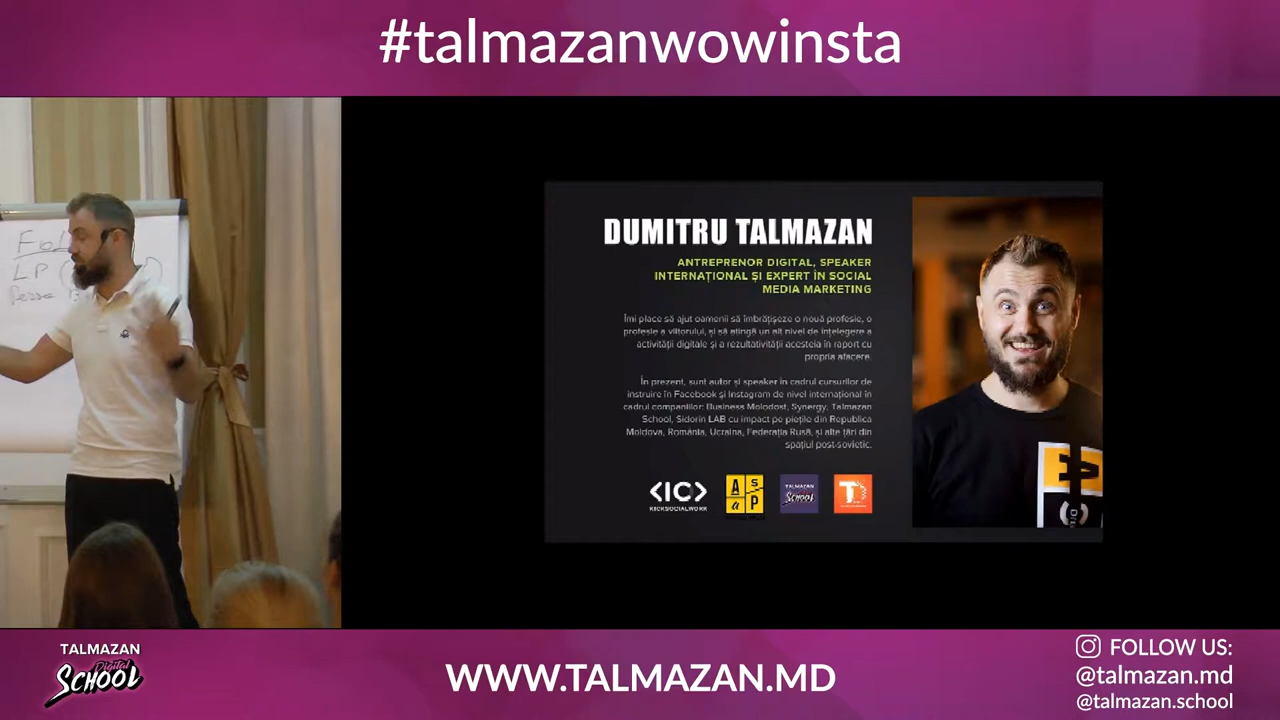 #talmazanwowinsta
LP
DUMITRU TALMAZAN
ANTREPRENOR DIGITAL, SPEAKER
INTERNAȚIONAL ȘI EXPERT ÎN SOCIAL
MEDIA MARKETING
Îmi place să ajut oamenii să îmbrățișeze o nouă profesie, o
profesie a viitorului, și să atingă un alt nivel de înțelegere a
activității digitale și a rezultativității acesteia în raport cu
propria afacere.
În prezent, sunt autor și speaker în cadrul cursurilor de
instruire în Facebook și Instagram de nivel internațional în
cadrul companiilor: Business Molodost, Synergy, Talmazan
School, Sidorin LAB cu impact pe piețile din Republica
Moldova, România, Ucraina, Federația Rusă, și alte țări din
spațiul post-sovietic.
KICKSOCIALWORK
A S
a P
TALMAZAN
SCHOOL
TALMAZAN
Digital
SCHOOL
WWW.TALMAZAN.MD
FOLLOW US:
@talmazan.md
@talmazan.school